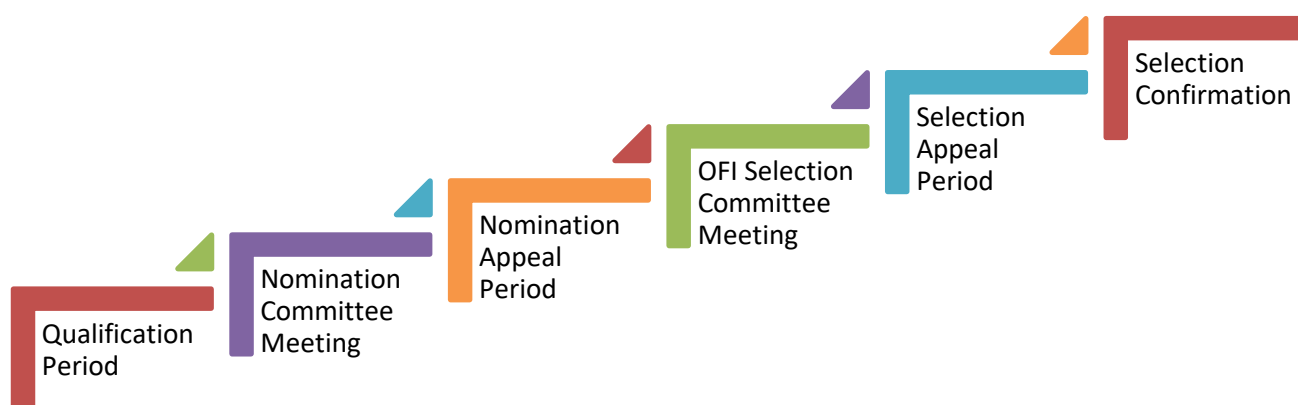 Qualification
Period
Nomination
Committee
Meeting
Nomination
Appeal
Period
OFI Selection
Committee
Meeting
Selection
Appeal
Period
Selection
Confirmation